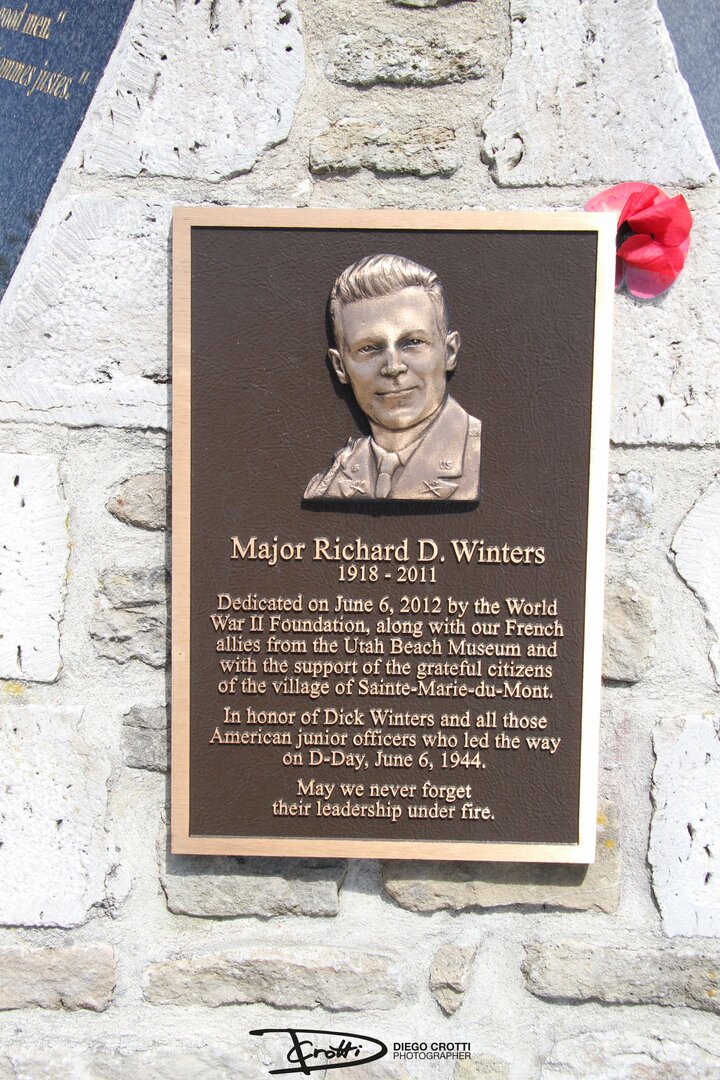 good men."
hommes justes."
Major Richard D. Winters
1918 - 2011
Dedicated on June 6, 2012 by the World
War II Foundation, along with our French
allies from the Utah Beach Museum and
with the support of the grateful citizens
of the village of Sainte-Marie-du-Mont.
In honor of Dick Winters and all those
American junior officers who led the way
on D-Day, June 6, 1944.
May we never forget
their leadership under fire.
Crotti
DIEGO CROTTI
PHOTOGRAPHER